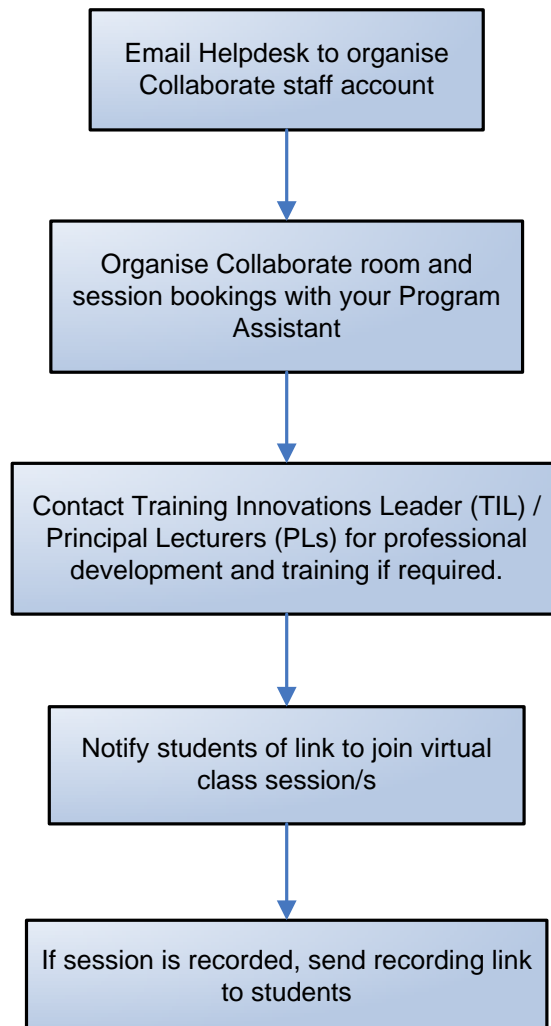 Email Helpdesk to organise
Collaborate staff account
Organise Collaborate room and
session bookings with your Program
Assistant
Contact Training Innovations Leader (TIL) /
Principal Lecturers (PLs) for professional
development and training if required.
Notify students of link to join virtual
class session/s
If session is recorded, send recording link
to students